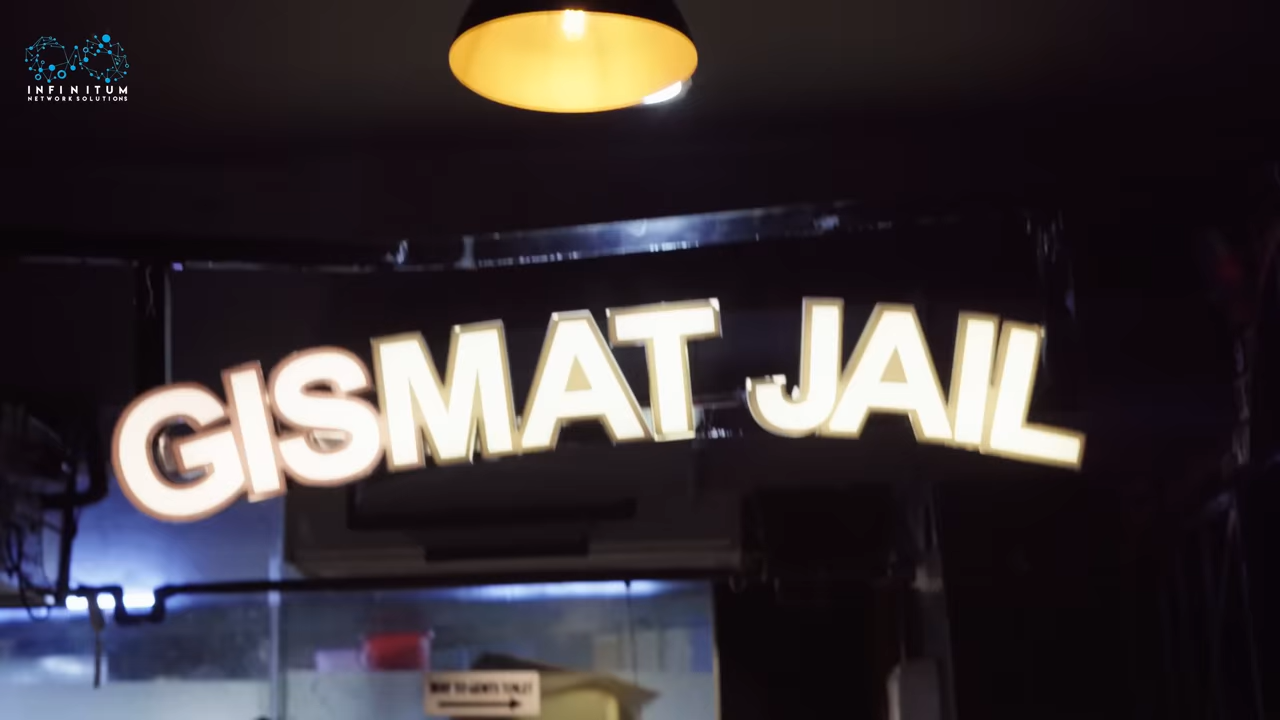 INFINITUM
NETWORK SOLUTIONS
GISMAT JAIL
WAY TO GENTS TOILET